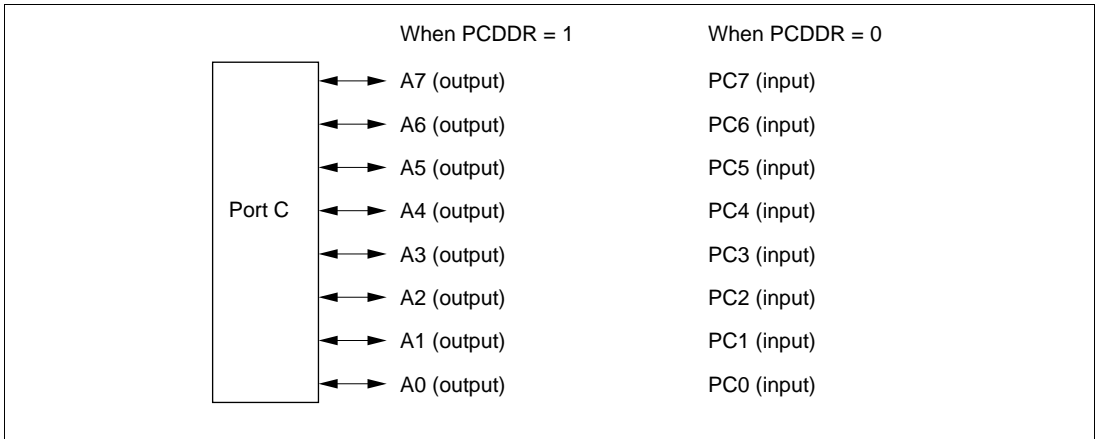 When PCDDR = 1 When PCDDR = 0
A7 (output) PC7 (input)
A6 (output) PC6 (input)
A5 (output) PC5 (input)
Port C A4 (output) PC4 (input)
A3 (output) PC3 (input)
A2 (output) PC2 (input)
A1 (output) PC1 (input)
A0 (output) PC0 (input)